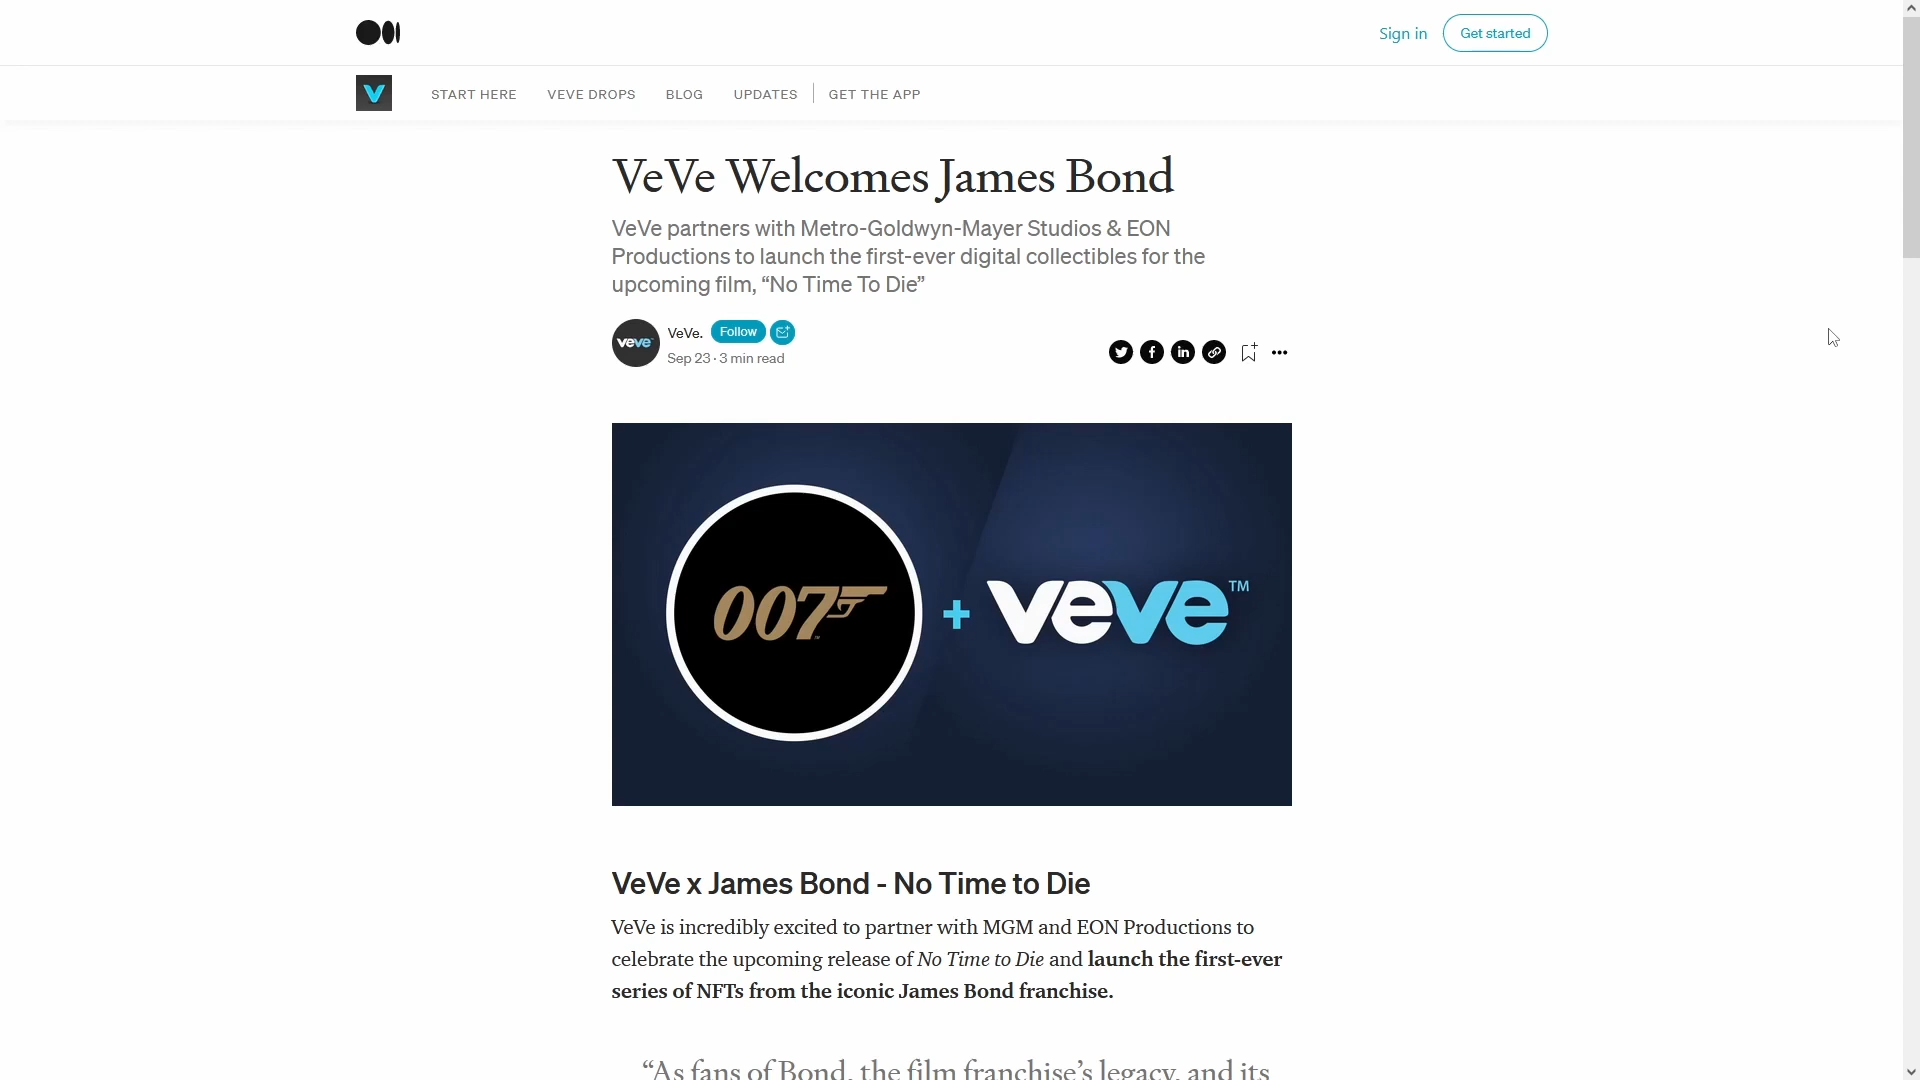 Sign in
Get started
START HERE
VEVE DROPS
BLOG
UPDATES
GET THE APP
VeVe Welcomes James Bond
VeVe partners with Metro-Goldwyn-Mayer Studios & EON
Productions to launch the first-ever digital collectibles for the
upcoming film, “No Time To Die”
veve
VeVe.
Follow
Sep 23 · 3 min read
007
TM
+
veve
TM
VeVe x James Bond - No Time to Die
VeVe is incredibly excited to partner with MGM and EON Productions to
celebrate the upcoming release of No Time to Die and launch the first-ever
series of NFTs from the iconic James Bond franchise.
“As fans of Bond, the film franchise’s legacy, and its